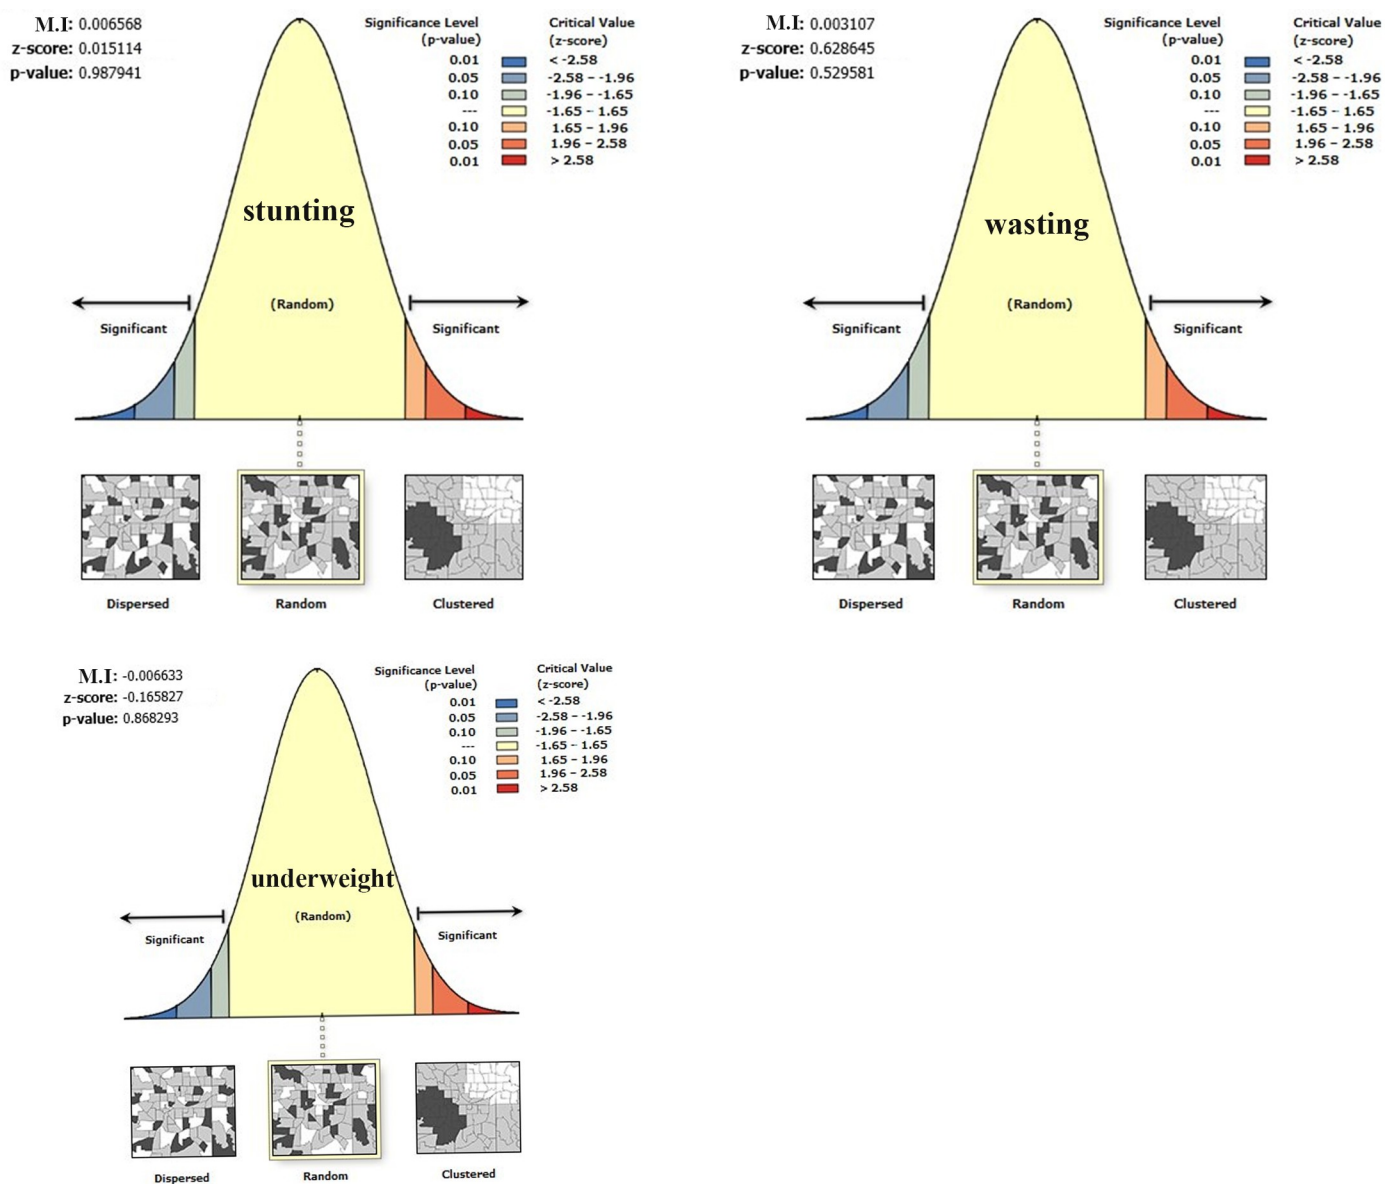 M.I: 0.006568
z-score: 0.015114
p-value: 0.987941
Significance Level (p-value)
Critical Value (z-score)
0.01 < -2.58
0.05 -2.58 - -1.96
0.10 -1.96 - -1.65
--- -1.65 - 1.65
0.10 1.65 - 1.96
0.05 1.96 - 2.58
0.01 > 2.58
stunting
(Random)
Significant
Significant
Dispersed
Random
Clustered
M.I: 0.003107
z-score: 0.628645
p-value: 0.529581
Significance Level (p-value)
Critical Value (z-score)
0.01 < -2.58
0.05 -2.58 - -1.96
0.10 -1.96 - -1.65
--- -1.65 - 1.65
0.10 1.65 - 1.96
0.05 1.96 - 2.58
0.01 > 2.58
wasting
(Random)
Significant
Significant
Dispersed
Random
Clustered
M.I: -0.006633
z-score: -0.165827
p-value: 0.868293
Significance Level (p-value)
Critical Value (z-score)
0.01 < -2.58
0.05 -2.58 - -1.96
0.10 -1.96 - -1.65
--- -1.65 - 1.65
0.10 1.65 - 1.96
0.05 1.96 - 2.58
0.01 > 2.58
underweight
(Random)
Significant
Significant
Dispersed
Random
Clustered